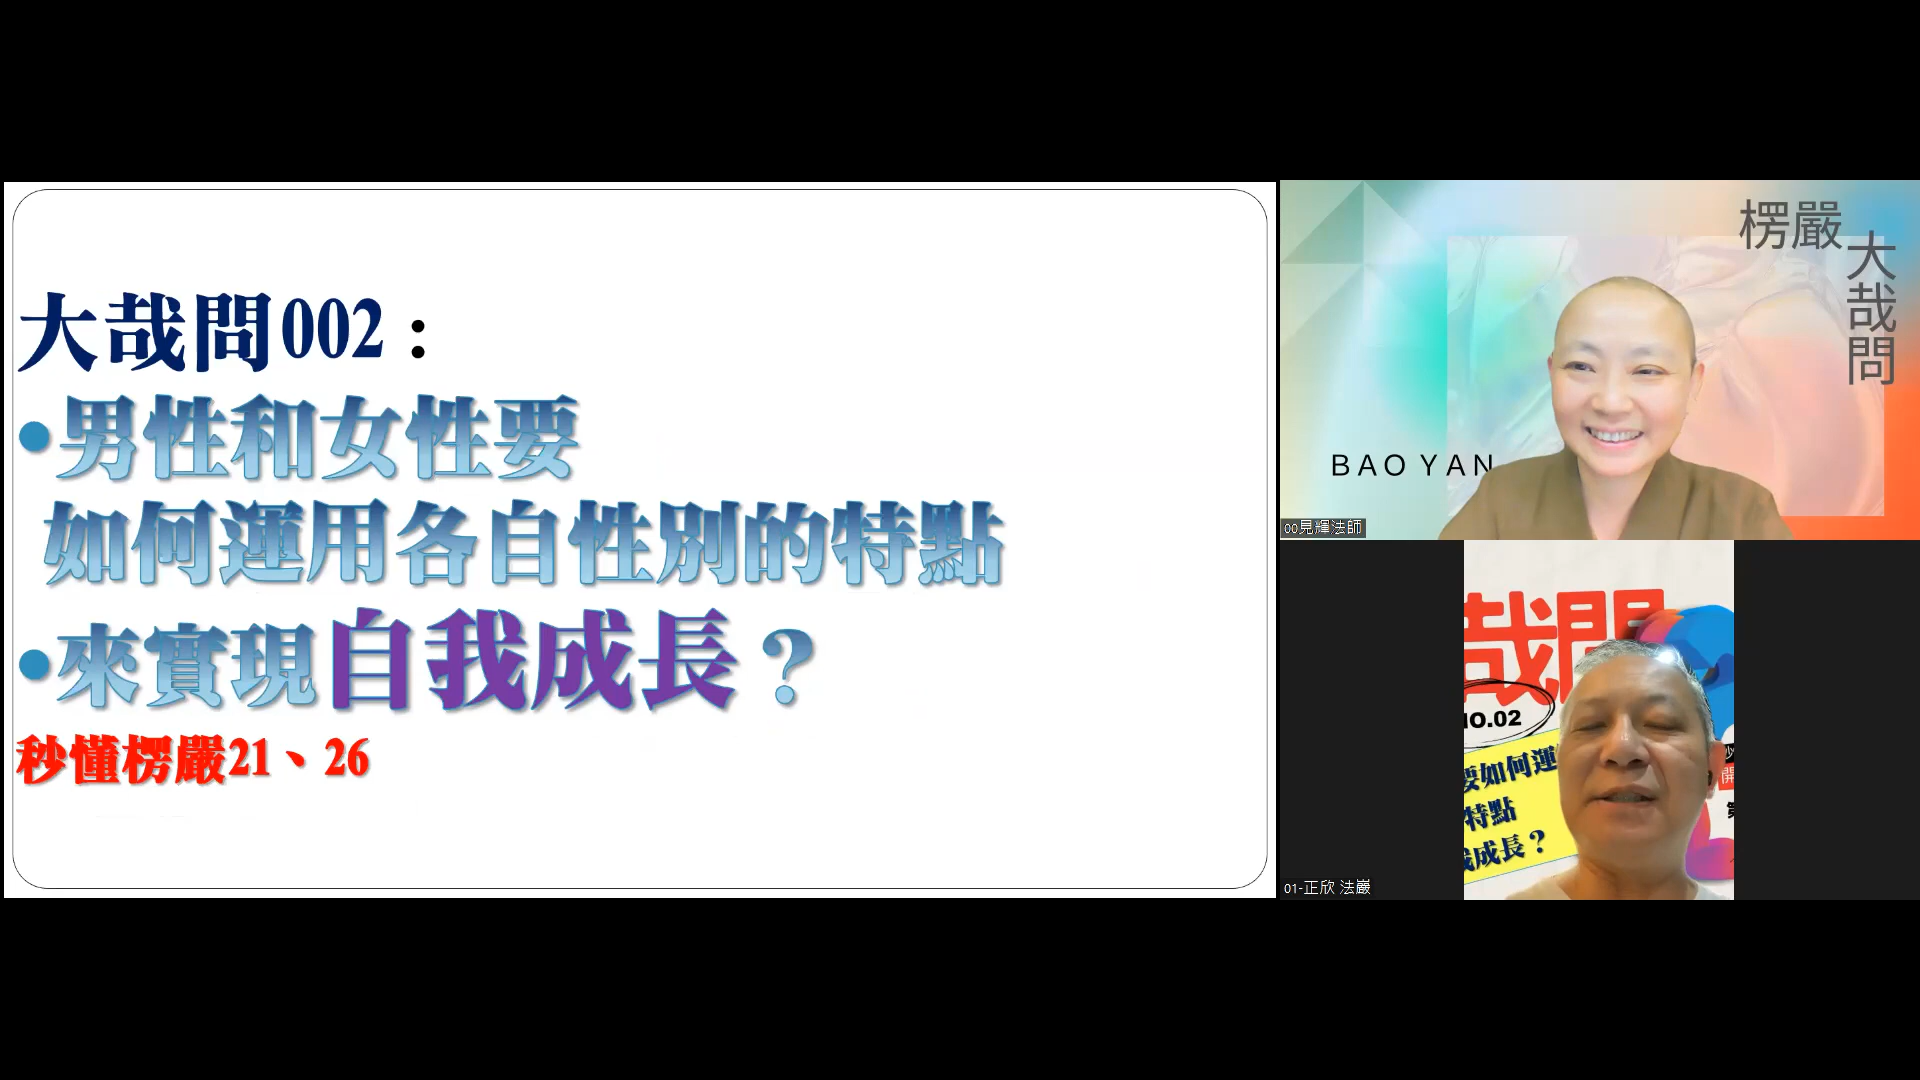 大哉問002：
•男性和女性要
如何運用各自性別的特點
•來實現自我成長？
秒懂楞嚴21、26
楞嚴
大哉問
BAO YAN
00見輝法師
哉問
NO.02
要如何運
特點
我成長？
01-正欣 法巖